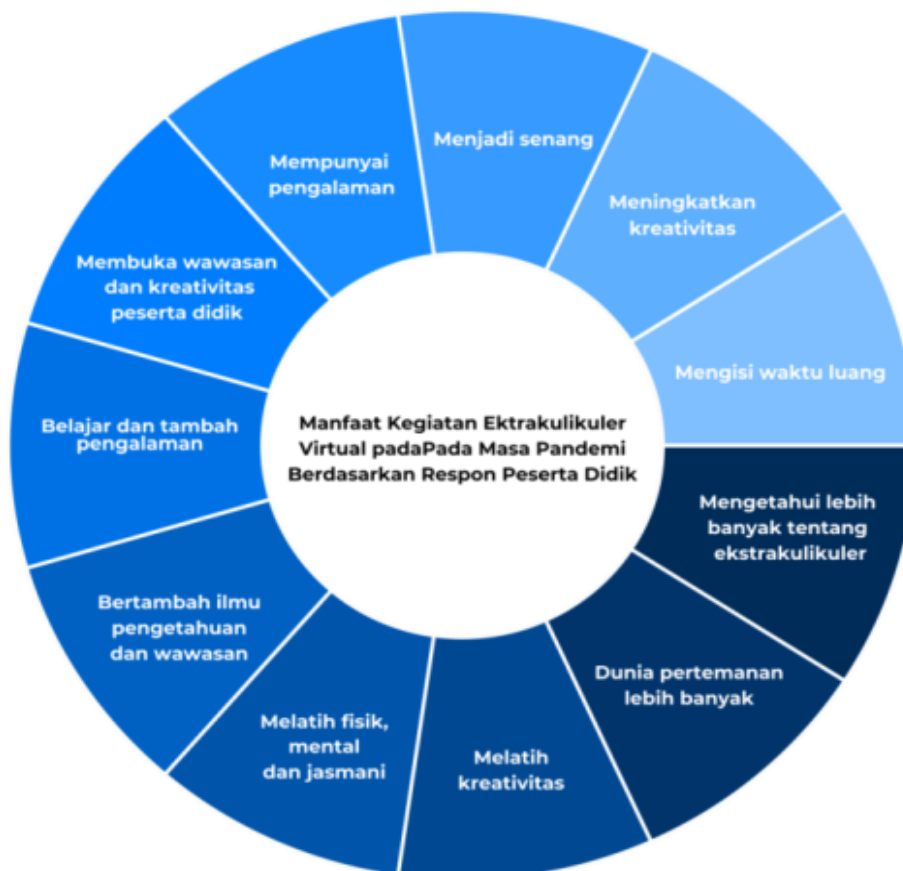 Menjadi senang
Meningkatkan
kreativitas
Mengisi waktu luang
Mengetahui lebih
banyak tentang
ekstrakulikuler
Dunia pertemanan
lebih banyak
Melatih
kreativitas
Melatih fisik,
mental
dan jasmani
Bertambah ilmu
pengetahuan
dan wawasan
Belajar dan tambah
pengalaman
Membuka wawasan
dan kreativitas
peserta didik
Mempunyai
pengalaman
Manfaat Kegiatan Ektrakulikuler
Virtual padaPada Masa Pandemi
Berdasarkan Respon Peserta Didik